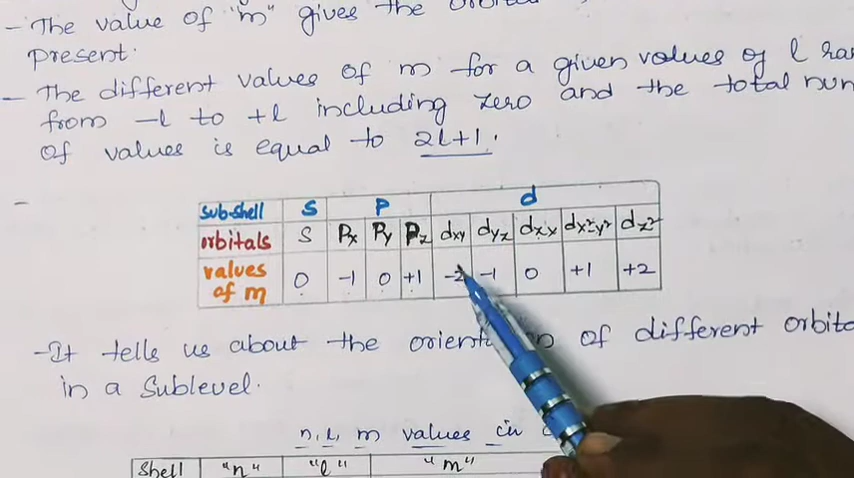 - The value of "m" gives the orbital
present.
- The different values of m for a given values of l
from -l to +l including zero and the total
of values is equal to 2l+1.
-
sub-shell S P d
orbitals S Px Py Pz dxy dyz dzx dx²-y² dz²
values of m 0 -1 0 +1 -2 -1 0 +1 +2
-It tells us about the of different
in a sublevel.
n, l, m values in
Shell "n" "l" "m"